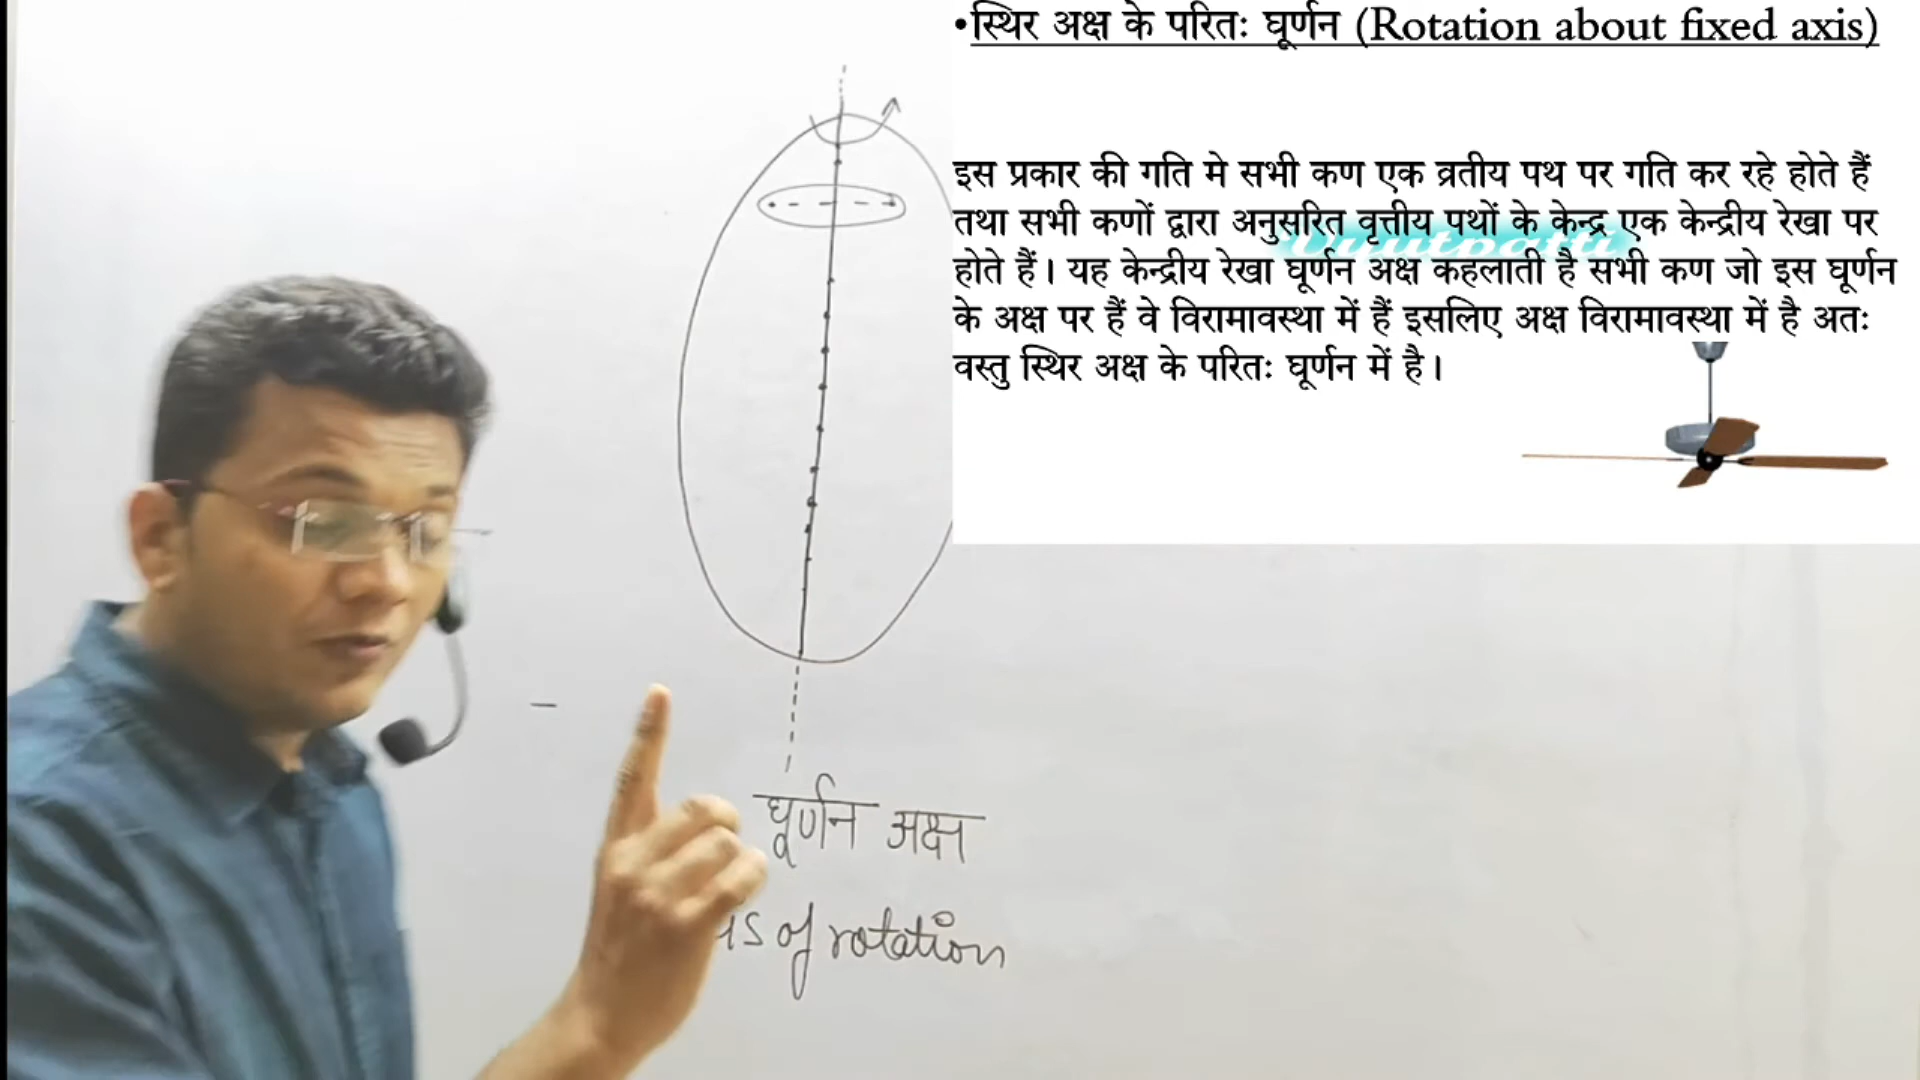 •स्थिर अक्ष के परितः घूर्णन (Rotation about fixed axis)
इस प्रकार की गति मे सभी कण एक व्रतीय पथ पर गति कर रहे होते हैं
तथा सभी कणों द्वारा अनुसरित वृत्तीय पथों के केन्द्र एक केन्द्रीय रेखा पर
होते हैं। यह केन्द्रीय रेखा घूर्णन अक्ष कहलाती है सभी कण जो इस घूर्णन
के अक्ष पर हैं वे विरामावस्था में हैं इसलिए अक्ष विरामावस्था में है अतः
वस्तु स्थिर अक्ष के परितः घूर्णन में है।
घूर्णन अक्ष
of rotation